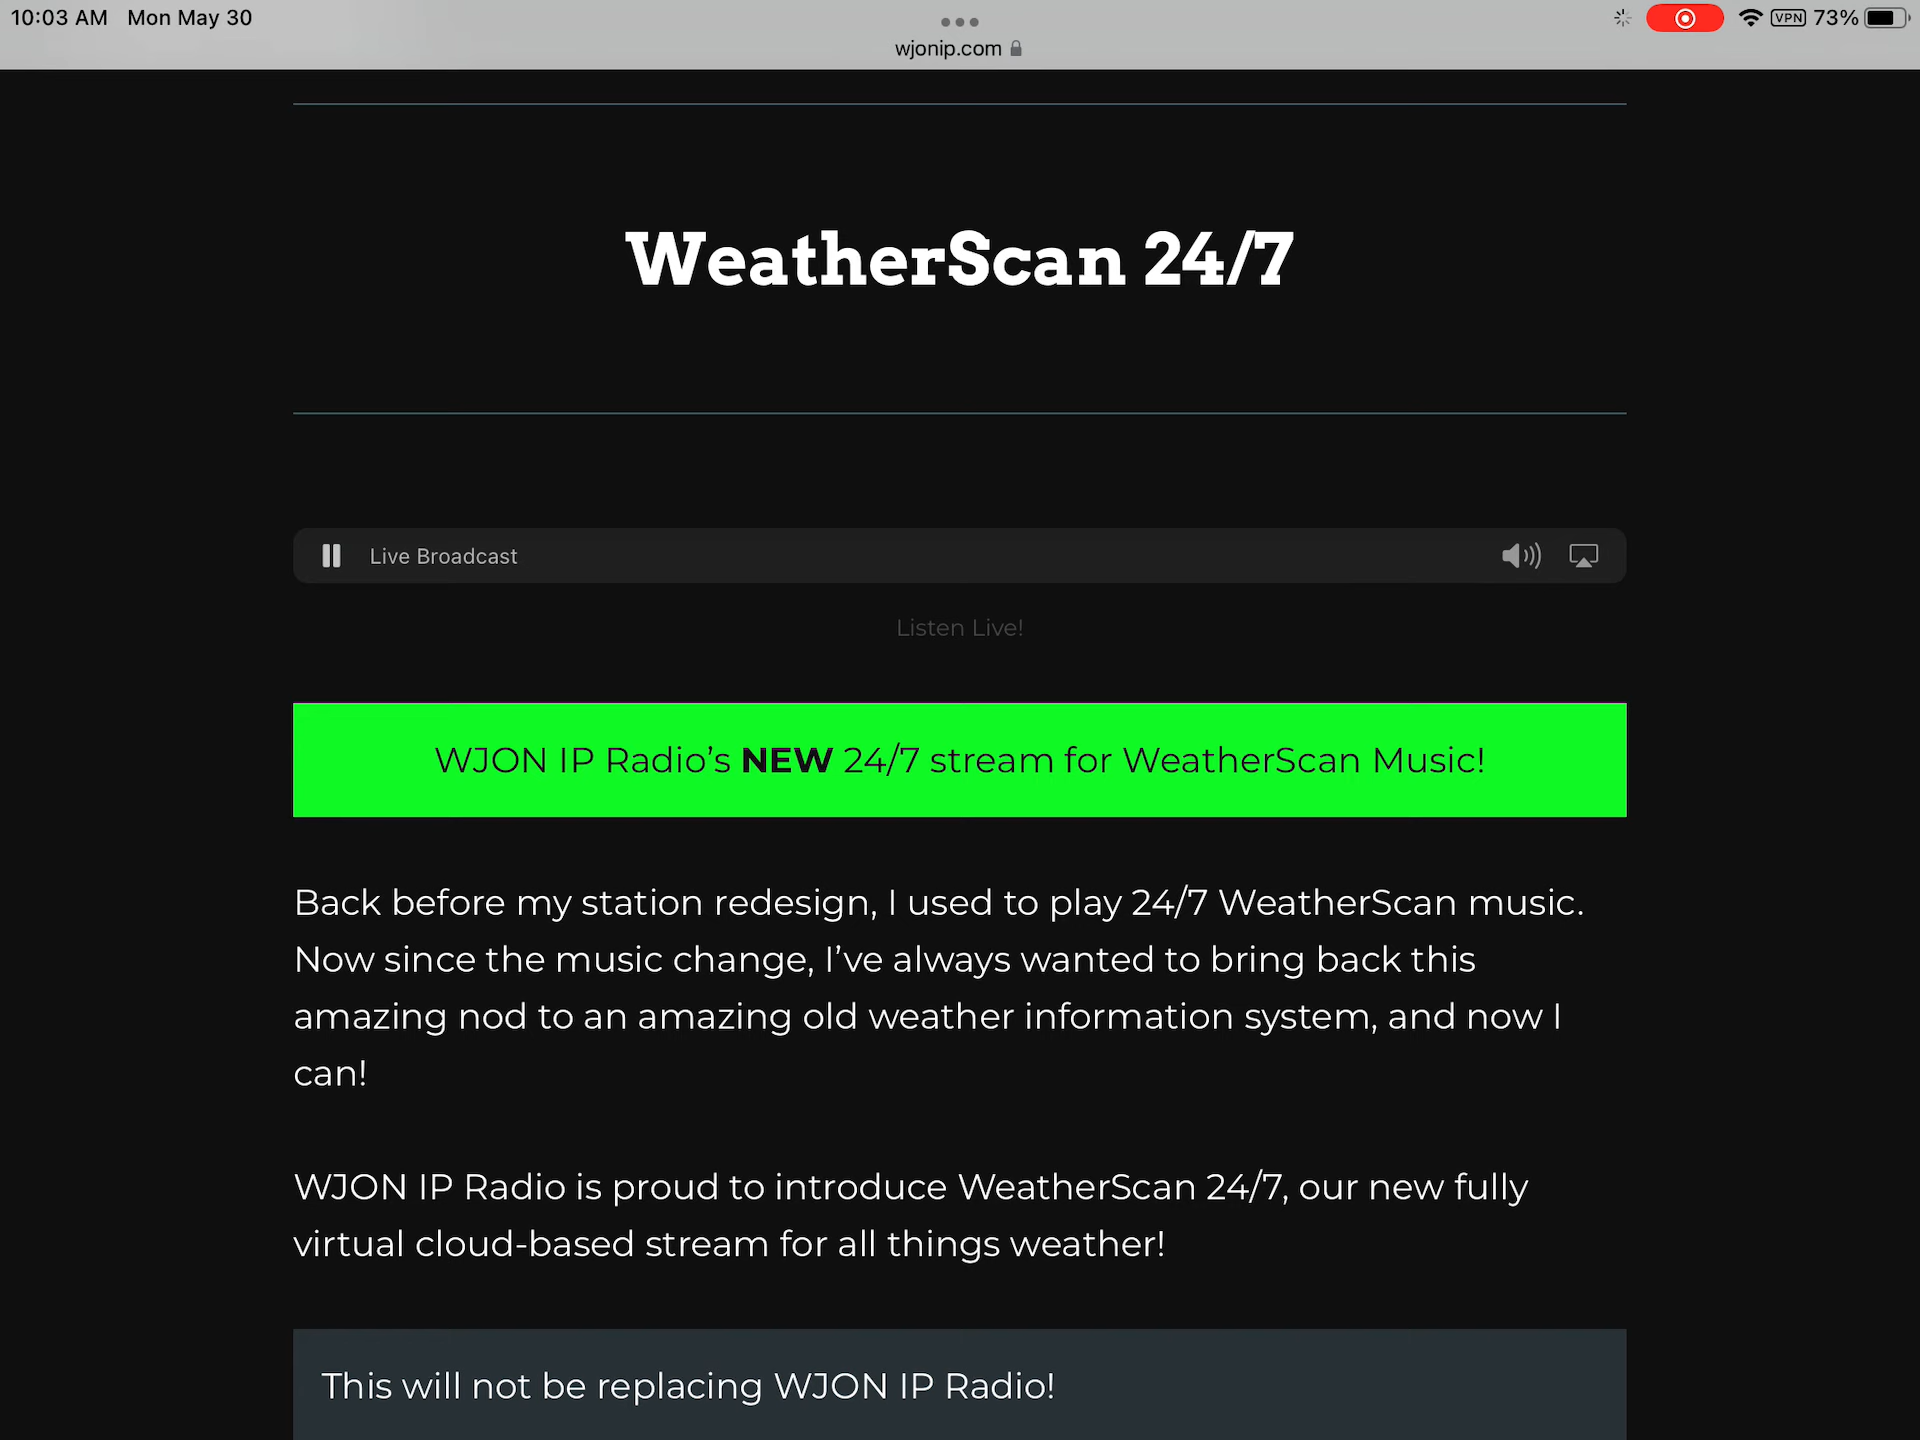 10:03 AM Mon May 30
VPN 73%
wjonip.com
WeatherScan 24/7
Live Broadcast
Listen Live!
WJON IP Radio’s NEW 24/7 stream for WeatherScan Music!
Back before my station redesign, I used to play 24/7 WeatherScan music.
Now since the music change, I’ve always wanted to bring back this
amazing nod to an amazing old weather information system, and now I
can!
WJON IP Radio is proud to introduce WeatherScan 24/7, our new fully
virtual cloud-based stream for all things weather!
This will not be replacing WJON IP Radio!